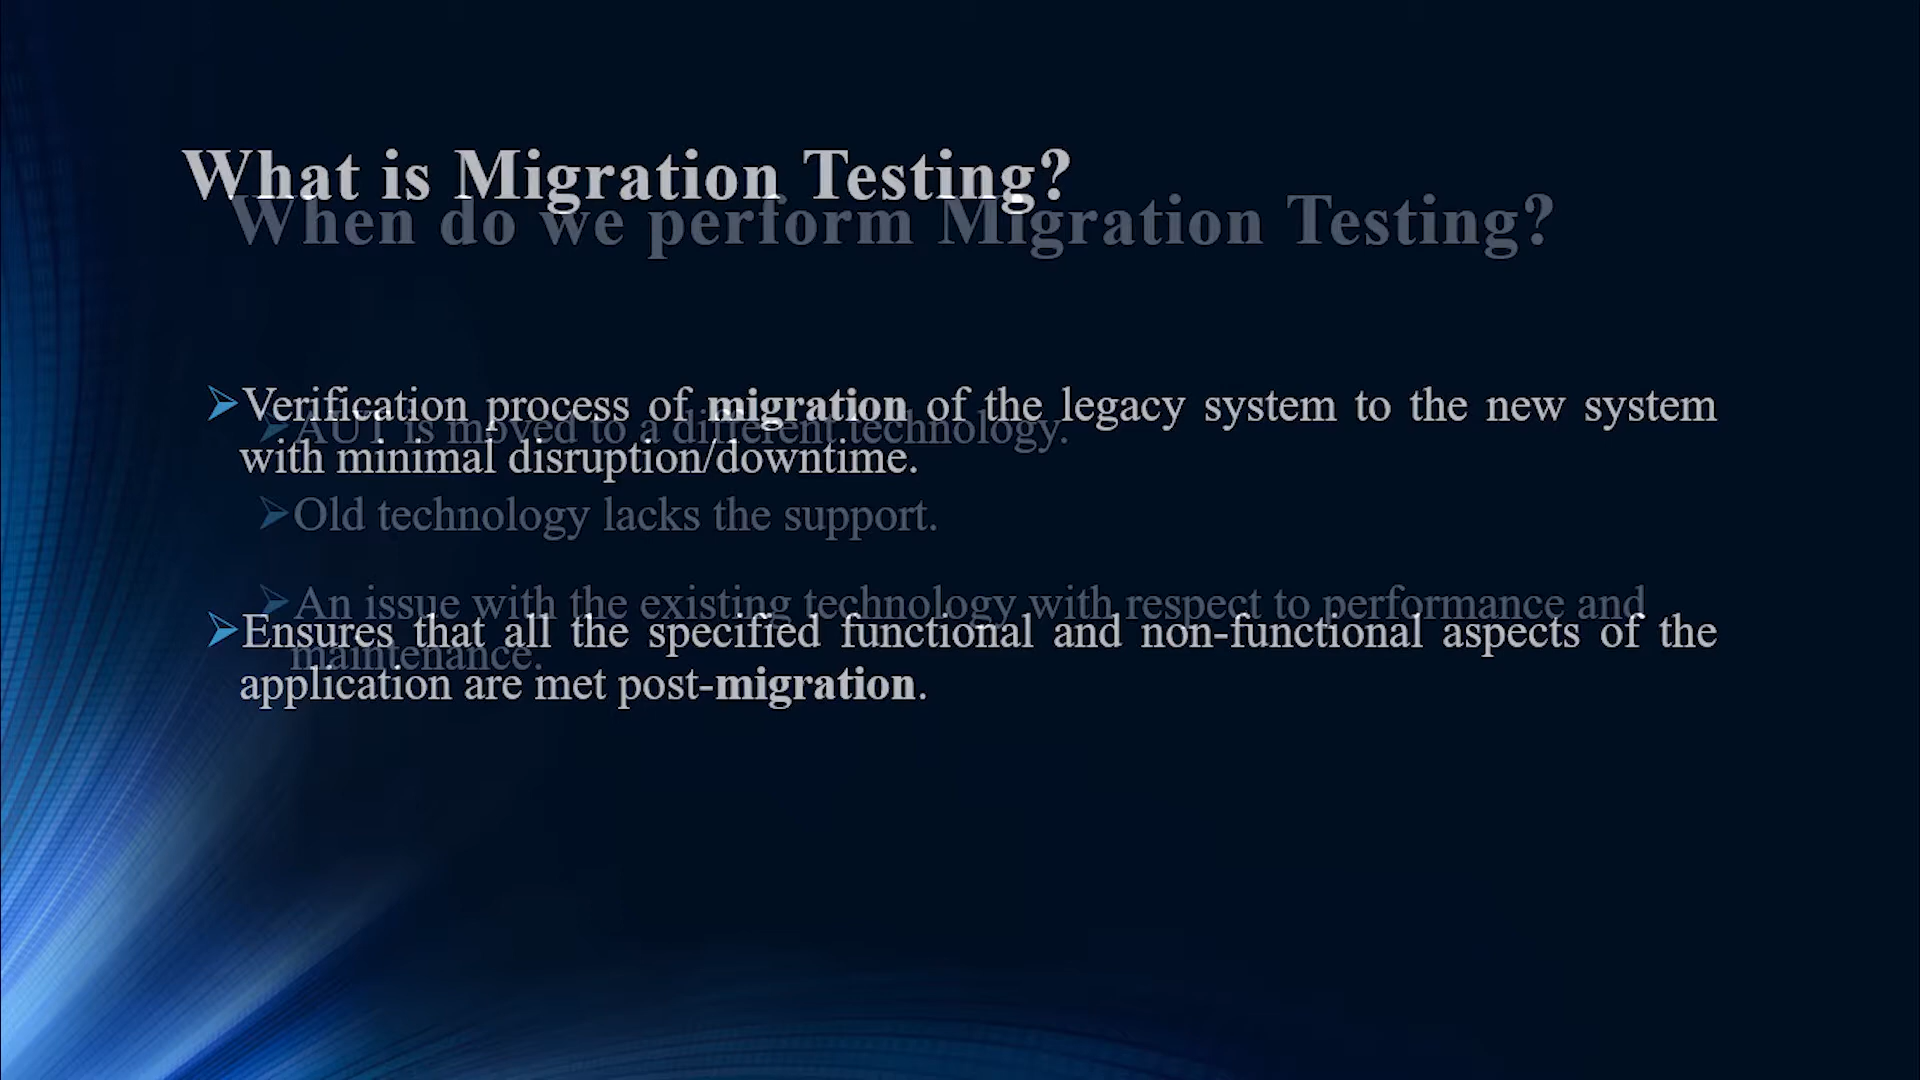 What is Migration Testing?
When do we perform Migration Testing?
➢Verification process of migration of the legacy system to the new system
➢AUT is moved to a different technology.
with minimal disruption/downtime.
➢Old technology lacks the support.
➢An issue with the existing technology with respect to performance and
➢Ensures that all the specified functional and non-functional aspects of the
maintenance.
application are met post-migration.